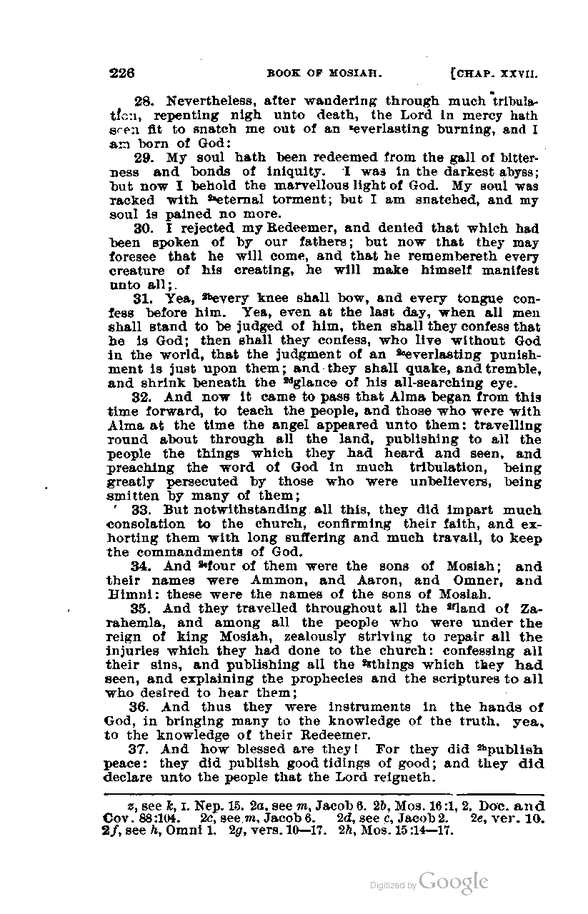 226 BOOK OF MOSIAH. [CHAP. XXVII.
28. Nevertheless, after wandering through much tribula-
tion, repenting nigh unto death, the Lord in mercy hath
seen fit to snatch me out of an ᶻeverlasting burning, and I
am born of God:
29. My soul hath been redeemed from the gall of bitter-
ness and bonds of iniquity. I was in the darkest abyss;
but now I behold the marvellous light of God. My soul was
racked with ²ᵃeternal torment; but I am snatched, and my
soul is pained no more.
30. I rejected my Redeemer, and denied that which had
been spoken of by our fathers; but now that they may
foresee that he will come, and that he remembereth every
creature of his creating, he will make himself manifest
unto all;.
31. Yea, ²ᵇevery knee shall bow, and every tongue con-
fess before him. Yea, even at the last day, when all men
shall stand to be judged of him, then shall they confess that
he is God; then shall they confess, who live without God
in the world, that the judgment of an ²ᶜeverlasting punish-
ment is just upon them; and they shall quake, and tremble,
and shrink beneath the ²ᵈglance of his all-searching eye.
32. And now it came to pass that Alma began from this
time forward, to teach the people, and those who were with
Alma at the time the angel appeared unto them: travelling
round about through all the land, publishing to all the
people the things which they had heard and seen, and
preaching the word of God in much tribulation, being
greatly persecuted by those who were unbelievers, being
smitten by many of them;
33. But notwithstanding all this, they did impart much
consolation to the church, confirming their faith, and ex-
horting them with long suffering and much travail, to keep
the commandments of God.
34. And ²ᵉfour of them were the sons of Mosiah; and
their names were Ammon, and Aaron, and Omner, and
Himni: these were the names of the sons of Mosiah.
35. And they travelled throughout all the ²ᶠland of Za-
rahemla, and among all the people who were under the
reign of king Mosiah, zealously striving to repair all the
injuries which they had done to the church: confessing all
their sins, and publishing all the ²ᵍthings which they had
seen, and explaining the prophecies and the scriptures to all
who desired to hear them;
36. And thus they were instruments in the hands of
God, in bringing many to the knowledge of the truth. yea,
to the knowledge of their Redeemer.
37. And how blessed are they! For they did ²ʰpublish
peace: they did publish good tidings of good; and they did
declare unto the people that the Lord reigneth.
z, see k, I. Nep. 15. 2a, see m, Jacob 6. 2b, Mos. 16:1, 2. Doc. and
Cov. 88:104. 2c, see m, Jacob 6. 2d, see c, Jacob 2. 2e, ver. 10.
2f, see h, Omni 1. 2g, vers. 10—17. 2h, Mos. 15:14—17.
Digitized by Google